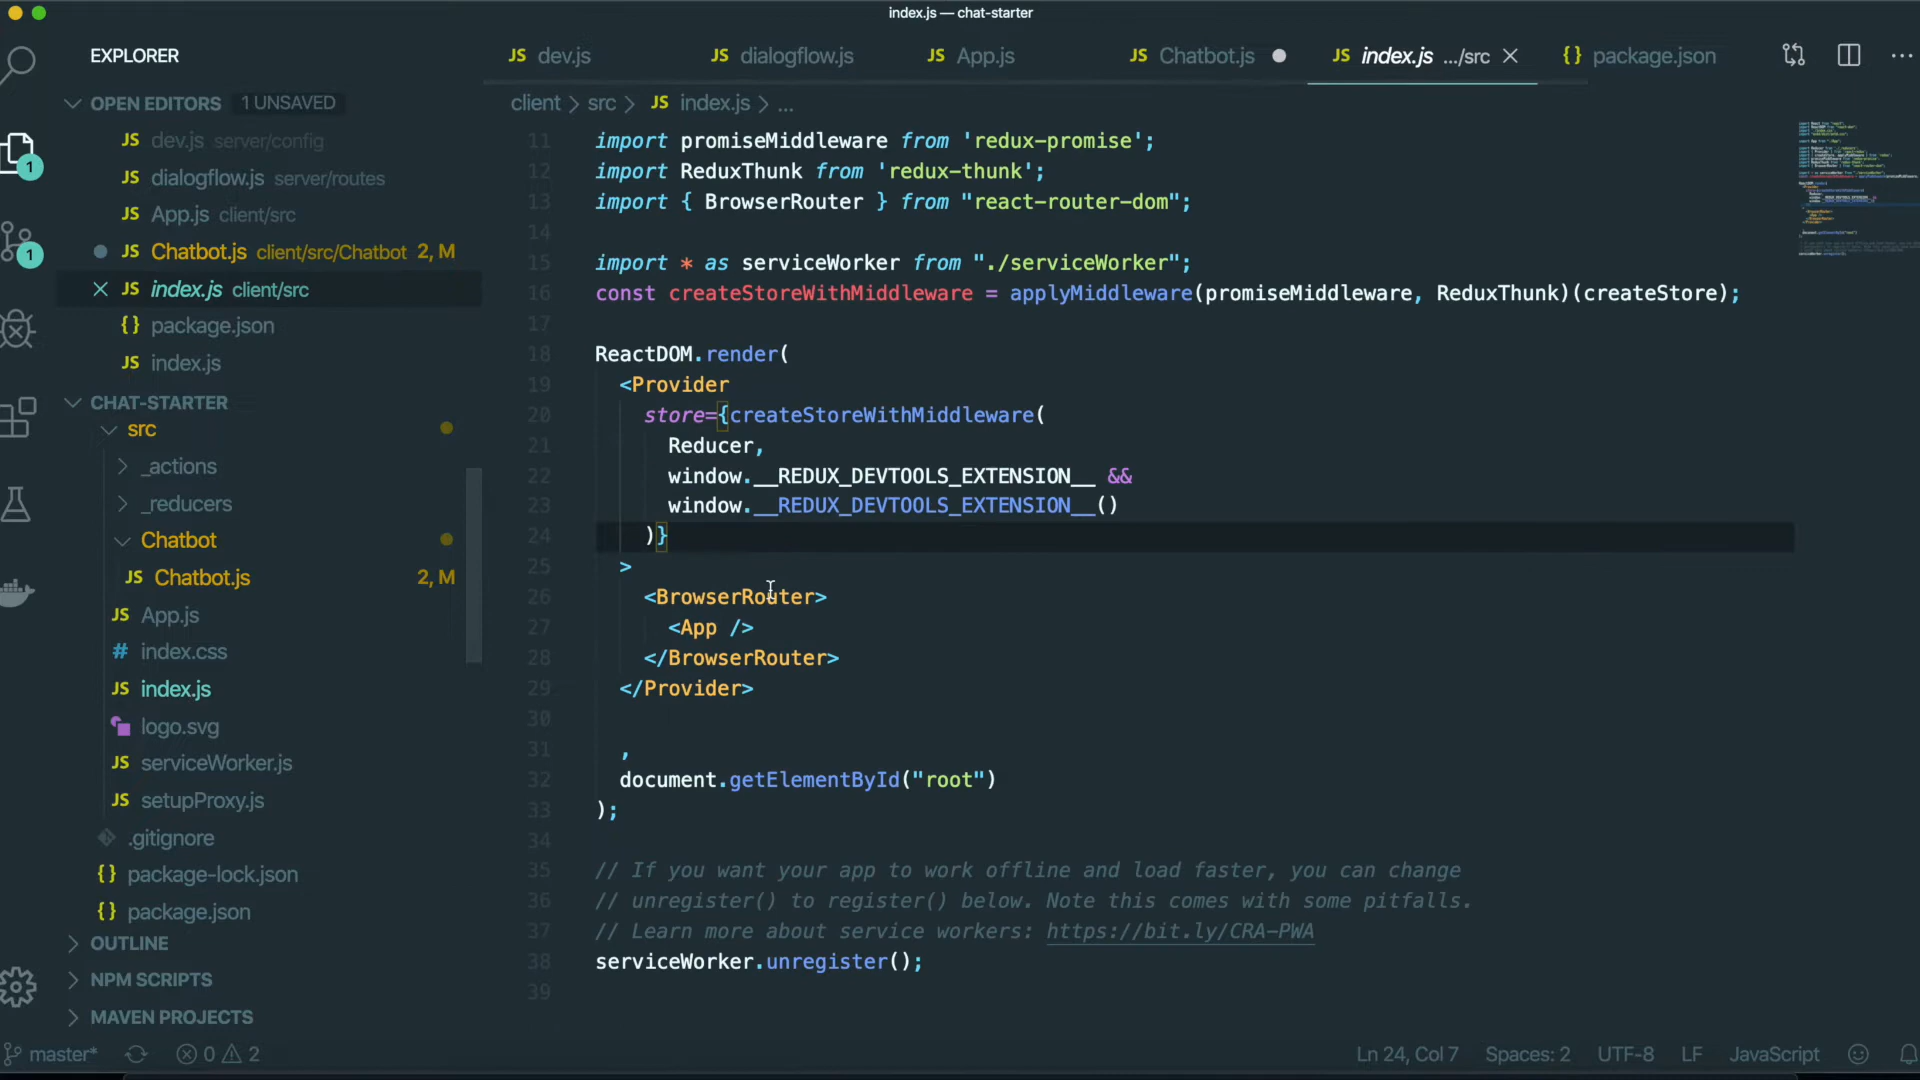 index.js — chat-starter
EXPLORER
JS dev.js
JS dialogflow.js
JS App.js
JS Chatbot.js
JS index.js .../src
{} package.json
OPEN EDITORS 1 UNSAVED
JS dev.js server/config
JS dialogflow.js server/routes
JS App.js client/src
JS Chatbot.js client/src/Chatbot 2, M
JS index.js client/src
{} package.json
JS index.js
CHAT-STARTER
src
_actions
_reducers
Chatbot
JS Chatbot.js 2, M
JS App.js
# index.css
JS index.js
logo.svg
JS serviceWorker.js
JS setupProxy.js
.gitignore
{} package-lock.json
{} package.json
OUTLINE
NPM SCRIPTS
MAVEN PROJECTS
1
1
client > src > JS index.js > ...
11 import promiseMiddleware from 'redux-promise';
12 import ReduxThunk from 'redux-thunk';
13 import { BrowserRouter } from "react-router-dom";
14
15 import * as serviceWorker from "./serviceWorker";
16 const createStoreWithMiddleware = applyMiddleware(promiseMiddleware, ReduxThunk)(createStore);
17
18 ReactDOM.render(
19 <Provider
20 store={createStoreWithMiddleware(
21 Reducer,
22 window.__REDUX_DEVTOOLS_EXTENSION__ &&
23 window.__REDUX_DEVTOOLS_EXTENSION__()
24 )}
25 >
26 <BrowserRouter>
27 <App />
28 </BrowserRouter>
29 </Provider>
30
31 ,
32 document.getElementById("root")
33 );
34
35 // If you want your app to work offline and load faster, you can change
36 // unregister() to register() below. Note this comes with some pitfalls.
37 // Learn more about service workers: https://bit.ly/CRA-PWA
38 serviceWorker.unregister();
39
master* 0 2
Ln 24, Col 7 Spaces: 2 UTF-8 LF JavaScript